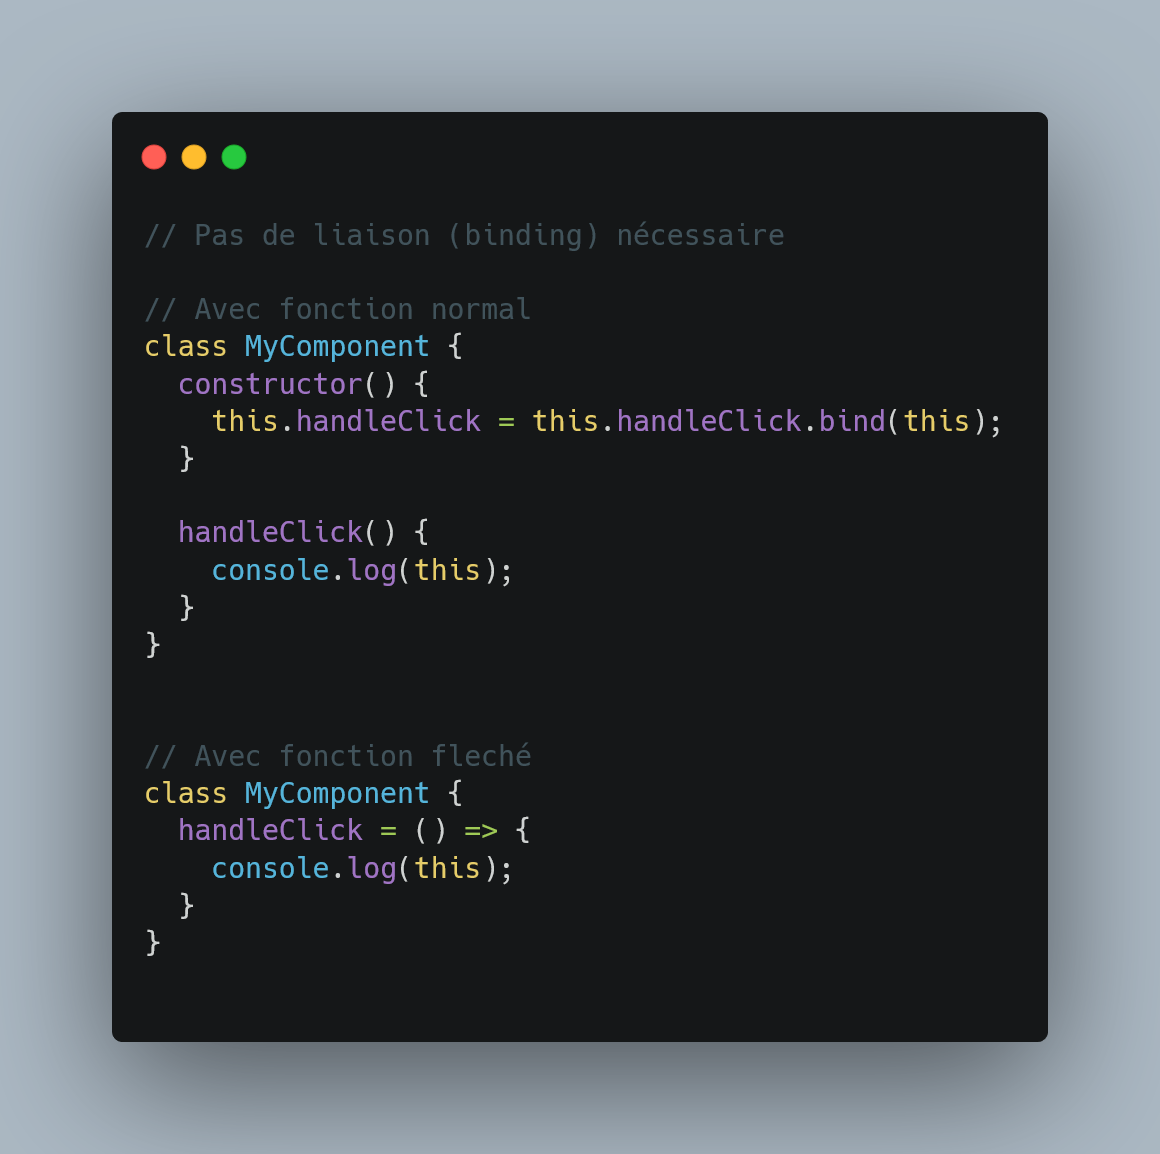 // Pas de liaison (binding) nécessaire
// Avec fonction normal
class MyComponent {
  constructor() {
    this.handleClick = this.handleClick.bind(this);
  }
  handleClick() {
    console.log(this);
  }
}
// Avec fonction fleché
class MyComponent {
  handleClick = () => {
    console.log(this);
  }
}